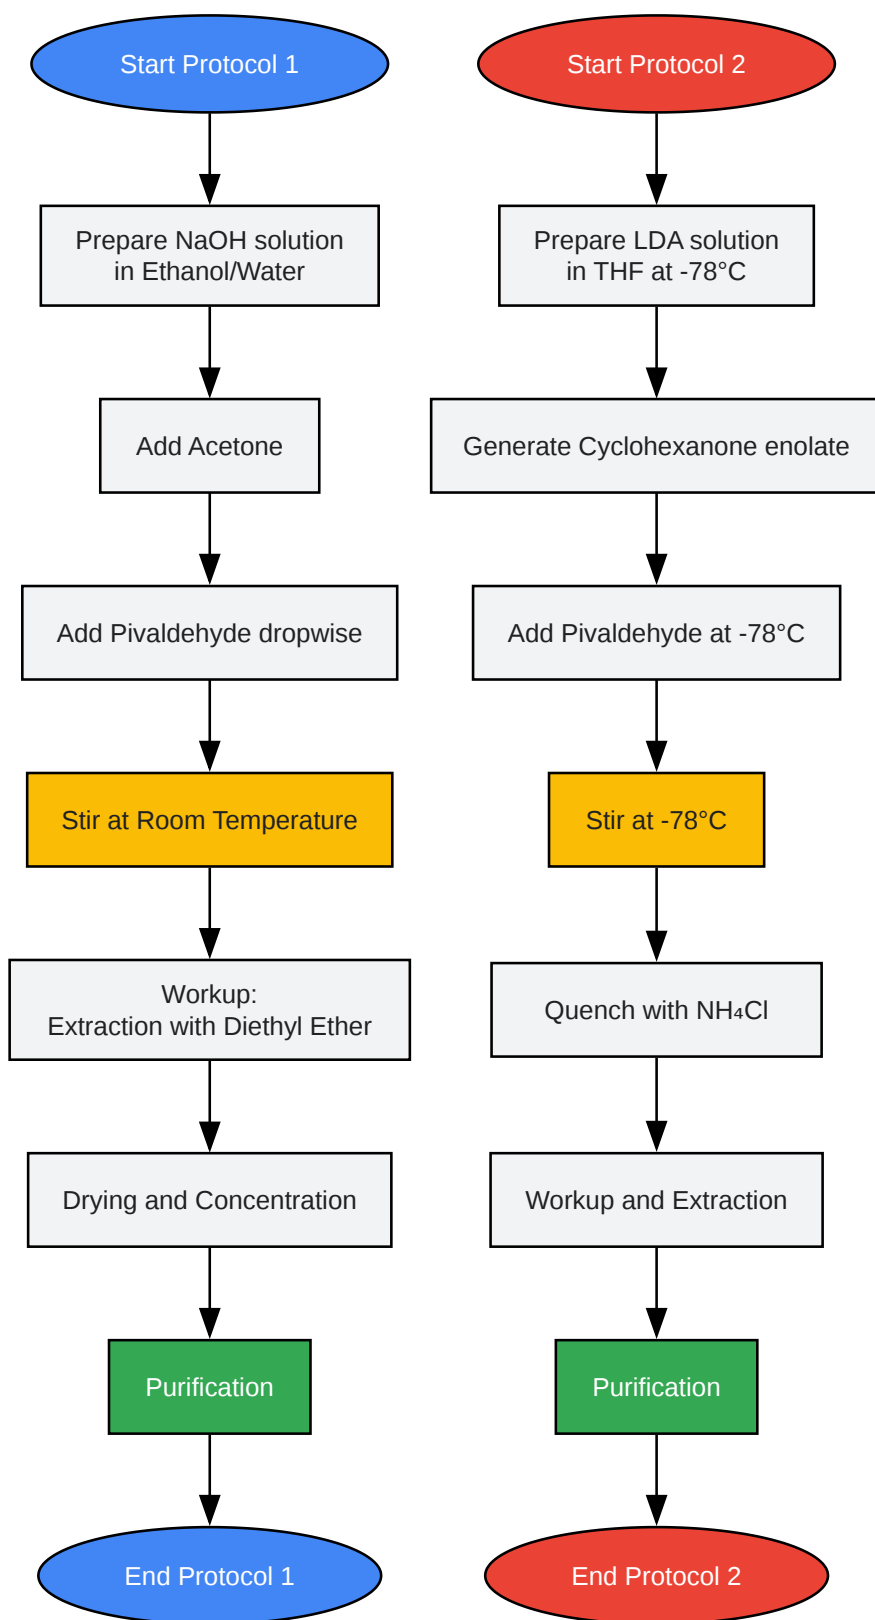 Start Protocol 1
Prepare NaOH solution
in Ethanol/Water
Add Acetone
Add Pivaldehyde dropwise
Stir at Room Temperature
Workup:
Extraction with Diethyl Ether
Drying and Concentration
Purification
End Protocol 1
Start Protocol 2
Prepare LDA solution
in THF at -78°C
Generate Cyclohexanone enolate
Add Pivaldehyde at -78°C
Stir at -78°C
Quench with NH₄Cl
Workup and Extraction
Purification
End Protocol 2